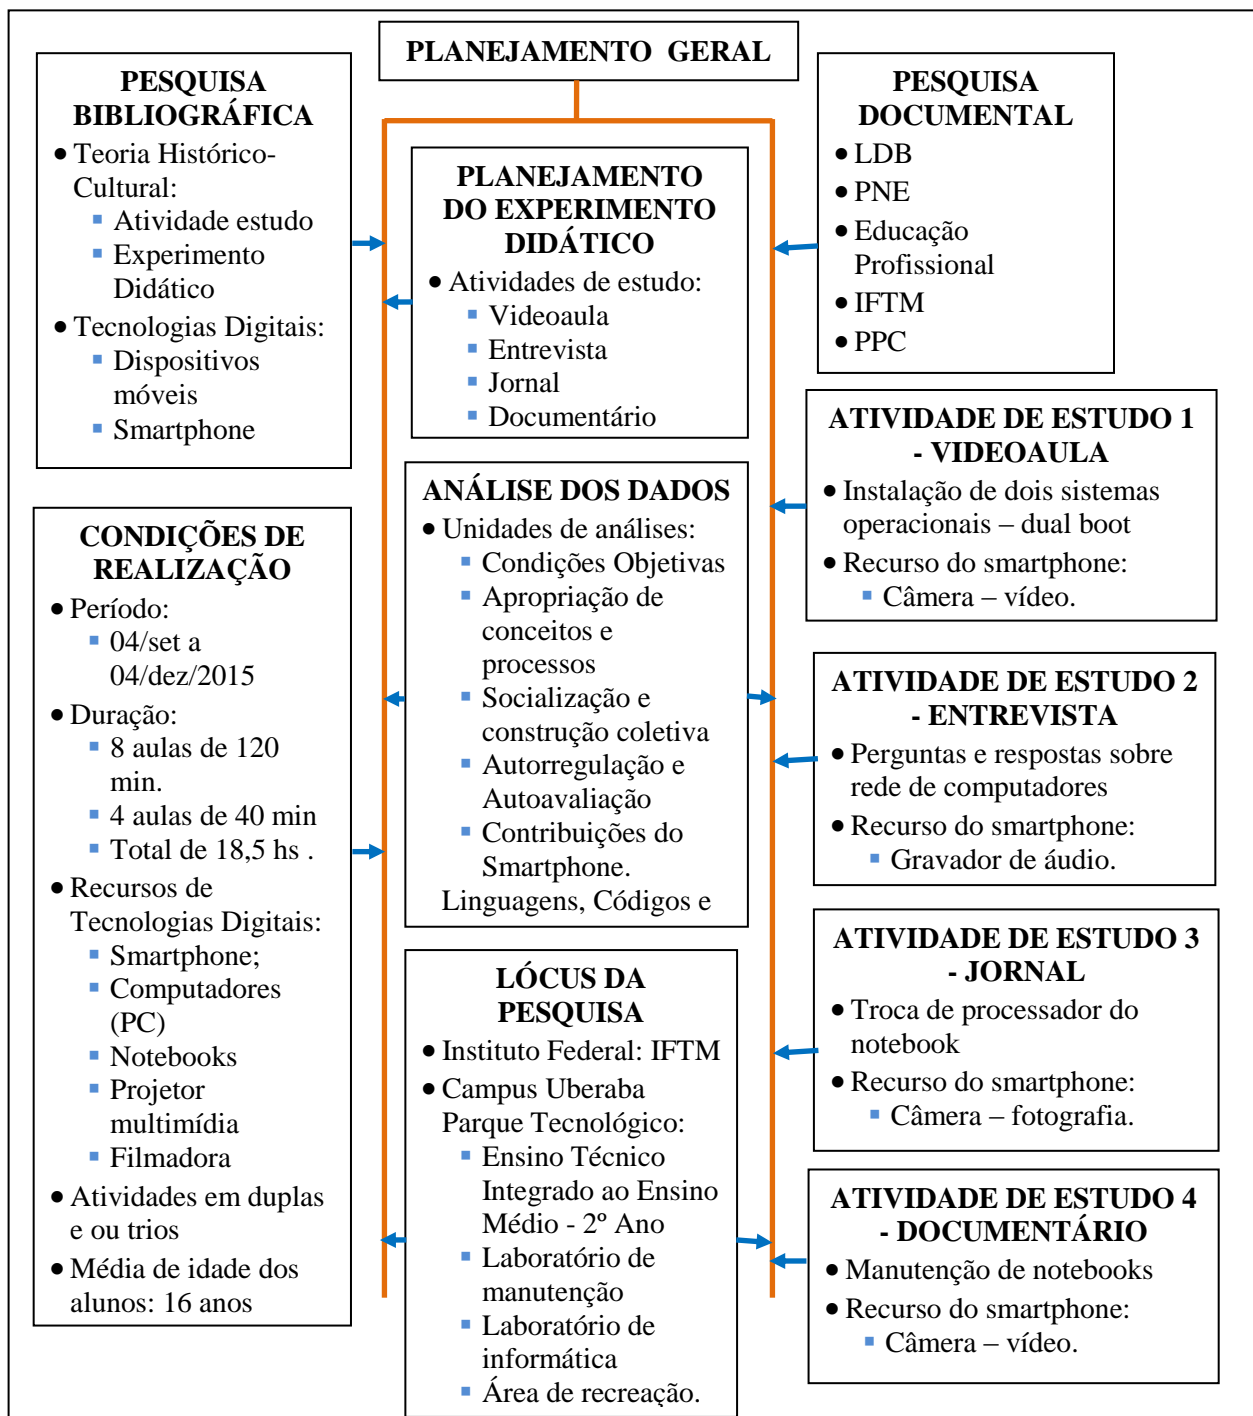 PLANEJAMENTO GERAL
PESQUISA
BIBLIOGRÁFICA
• Teoria Histórico-
Cultural:
▪ Atividade estudo
▪ Experimento
Didático
• Tecnologias Digitais:
▪ Dispositivos
móveis
▪ Smartphone
CONDIÇÕES DE
REALIZAÇÃO
• Período:
▪ 04/set a
04/dez/2015
• Duração:
▪ 8 aulas de 120
min.
▪ 4 aulas de 40 min
▪ Total de 18,5 hs .
• Recursos de
Tecnologias Digitais:
▪ Smartphone;
▪ Computadores
(PC)
▪ Notebooks
▪ Projetor
multimídia
▪ Filmadora
• Atividades em duplas
e ou trios
• Média de idade dos
alunos: 16 anos
PLANEJAMENTO
DO EXPERIMENTO
DIDÁTICO
• Atividades de estudo:
▪ Videoaula
▪ Entrevista
▪ Jornal
▪ Documentário
ANÁLISE DOS DADOS
• Unidades de análises:
▪ Condições Objetivas
▪ Apropriação de
conceitos e
processos
▪ Socialização e
construção coletiva
▪ Autorregulação e
Autoavaliação
▪ Contribuições do
Smartphone.
Linguagens, Códigos e
LÓCUS DA
PESQUISA
• Instituto Federal: IFTM
• Campus Uberaba
Parque Tecnológico:
▪ Ensino Técnico
Integrado ao Ensino
Médio - 2º Ano
▪ Laboratório de
manutenção
▪ Laboratório de
informática
▪ Área de recreação.
PESQUISA
DOCUMENTAL
• LDB
• PNE
• Educação
Profissional
• IFTM
• PPC
ATIVIDADE DE ESTUDO 1
- VIDEOAULA
• Instalação de dois sistemas
operacionais – dual boot
• Recurso do smartphone:
▪ Câmera – vídeo.
ATIVIDADE DE ESTUDO 2
- ENTREVISTA
• Perguntas e respostas sobre
rede de computadores
• Recurso do smartphone:
▪ Gravador de áudio.
ATIVIDADE DE ESTUDO 3
- JORNAL
• Troca de processador do
notebook
• Recurso do smartphone:
▪ Câmera – fotografia.
ATIVIDADE DE ESTUDO 4
- DOCUMENTÁRIO
• Manutenção de notebooks
• Recurso do smartphone:
▪ Câmera – vídeo.